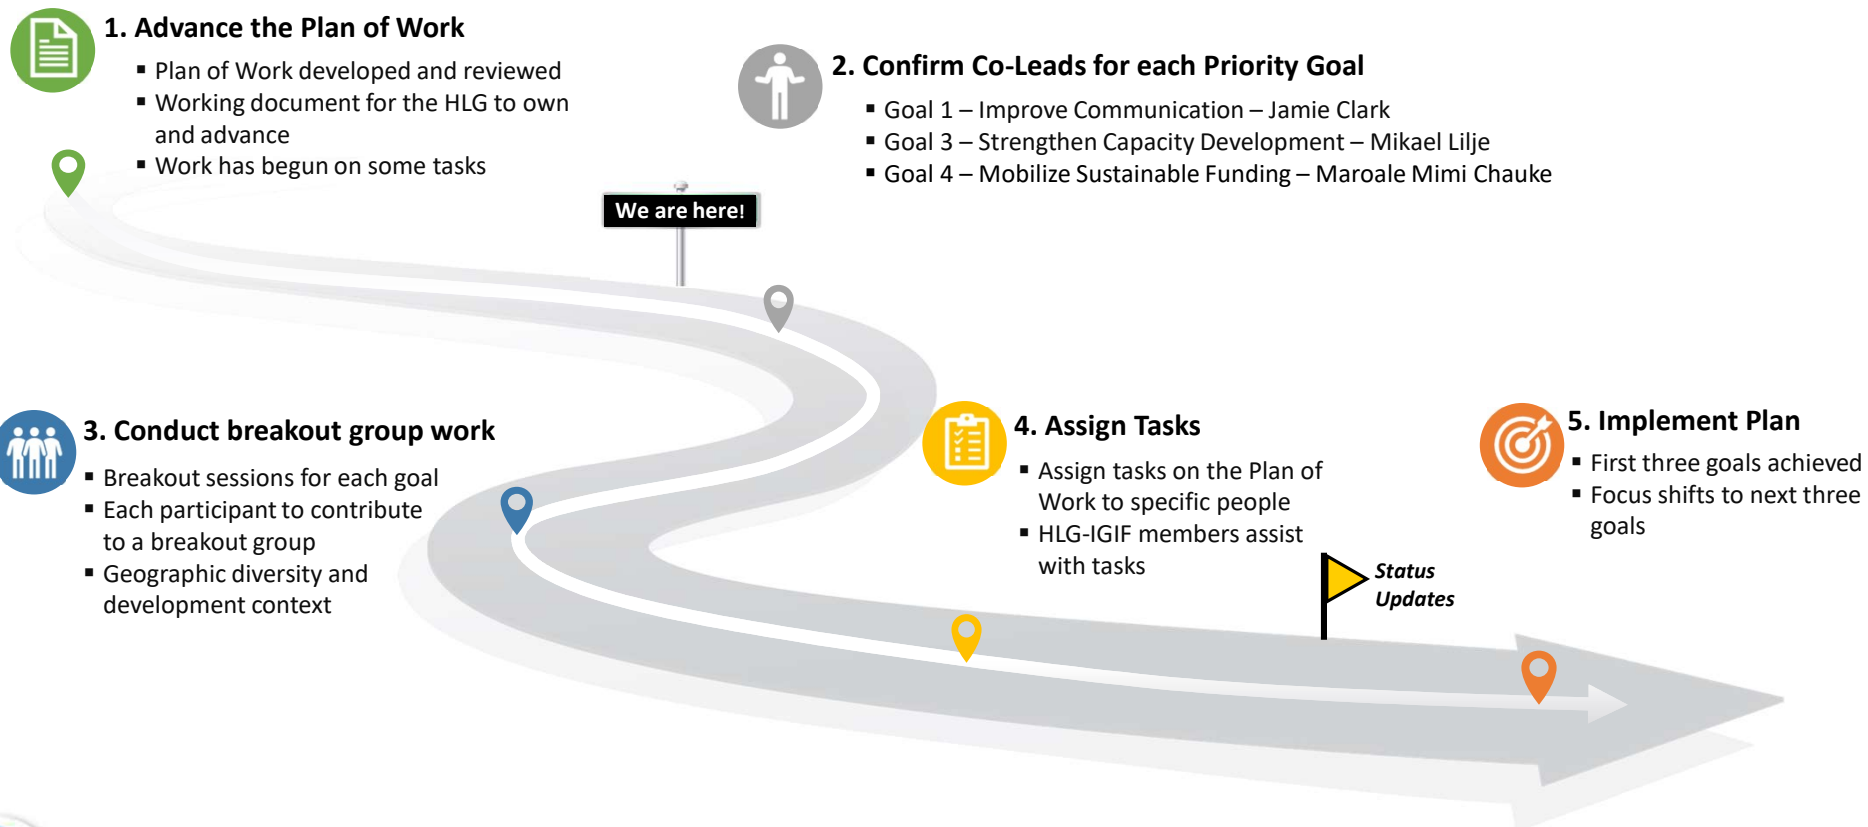 1. Advance the Plan of Work
▪ Plan of Work developed and reviewed
▪ Working document for the HLG to own
and advance
▪ Work has begun on some tasks
2. Confirm Co-Leads for each Priority Goal
▪ Goal 1 – Improve Communication – Jamie Clark
▪ Goal 3 – Strengthen Capacity Development – Mikael Lilje
▪ Goal 4 – Mobilize Sustainable Funding – Maroale Mimi Chauke
We are here!
3. Conduct breakout group work
▪ Breakout sessions for each goal
▪ Each participant to contribute
to a breakout group
▪ Geographic diversity and
development context
4. Assign Tasks
▪ Assign tasks on the Plan of
Work to specific people
▪ HLG-IGIF members assist
with tasks
Status
Updates
5. Implement Plan
▪ First three goals achieved
▪ Focus shifts to next three
goals